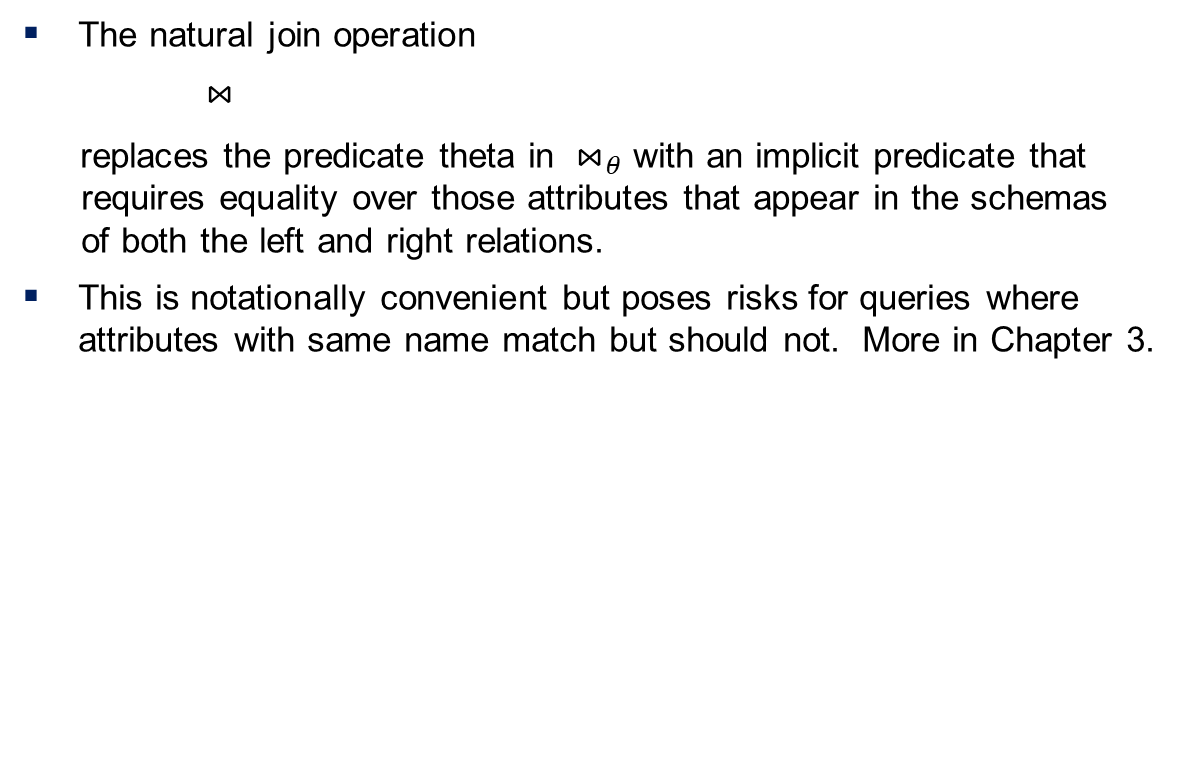 ▪ The natural join operation
⋈
replaces the predicate theta in ⋈θ with an implicit predicate that
requires equality over those attributes that appear in the schemas
of both the left and right relations.
▪ This is notationally convenient but poses risks for queries where
attributes with same name match but should not. More in Chapter 3.